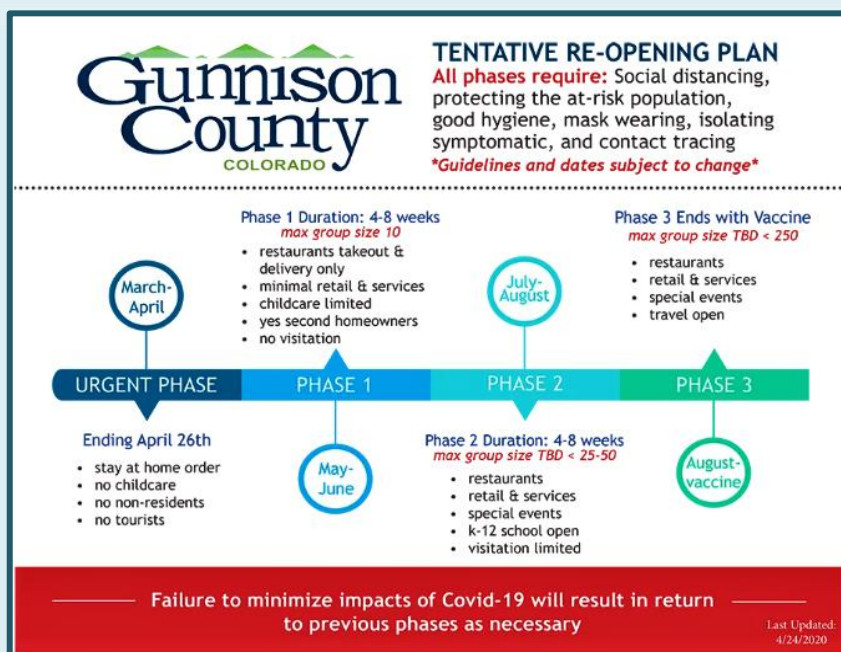 Gunnison
County
COLORADO
TENTATIVE RE-OPENING PLAN
All phases require: Social distancing,
protecting the at-risk population,
good hygiene, mask wearing, isolating
symptomatic, and contact tracing
*Guidelines and dates subject to change*
March-
April
Phase 1 Duration: 4-8 weeks
max group size 10
• restaurants takeout &
delivery only
• minimal retail & services
• childcare limited
• yes second homeowners
• no visitation
July-
August
Phase 3 Ends with Vaccine
max group size TBD < 250
• restaurants
• retail & services
• special events
• travel open
URGENT PHASE
PHASE 1
PHASE 2
PHASE 3
Ending April 26th
• stay at home order
• no childcare
• no non-residents
• no tourists
May-
June
Phase 2 Duration: 4-8 weeks
max group size TBD < 25-50
• restaurants
• retail & services
• special events
• k-12 school open
• visitation limited
August-
vaccine
Failure to minimize impacts of Covid-19 will result in return
to previous phases as necessary
Last Updated:
4/24/2020